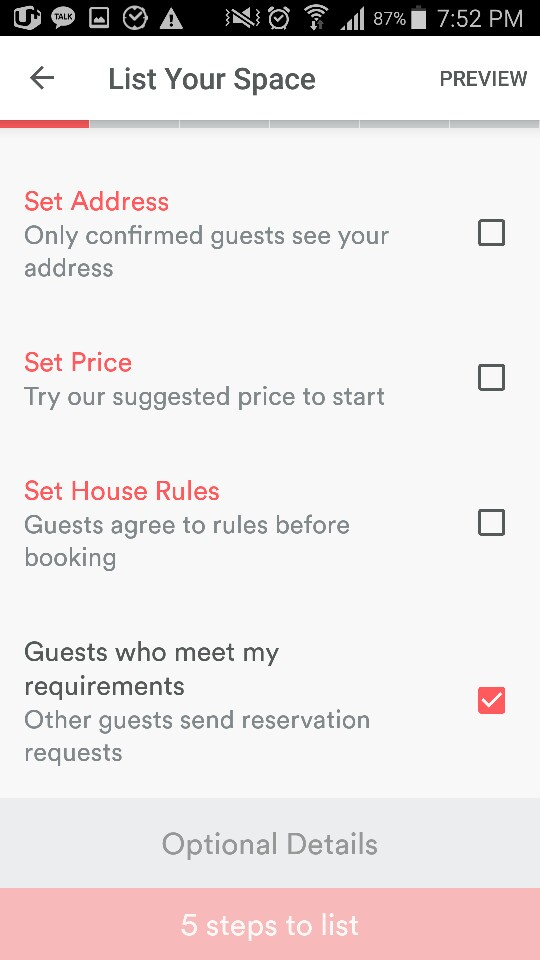 U+ TALK 87% 7:52 PM
List Your Space PREVIEW
Set Address
Only confirmed guests see your
address
Set Price
Try our suggested price to start
Set House Rules
Guests agree to rules before
booking
Guests who meet my
requirements
Other guests send reservation
requests
Optional Details
5 steps to list